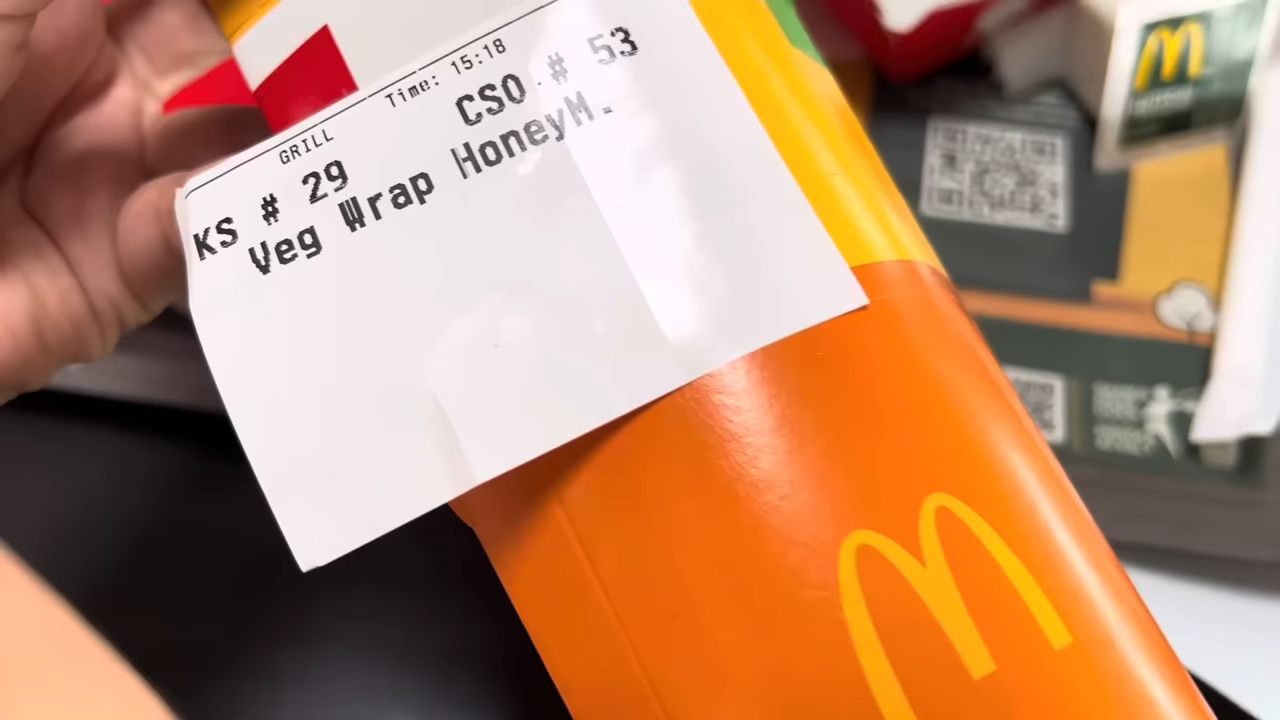 Time: 15:18
GRILL
CSO # 53
KS # 29
Veg Wrap HoneyM.